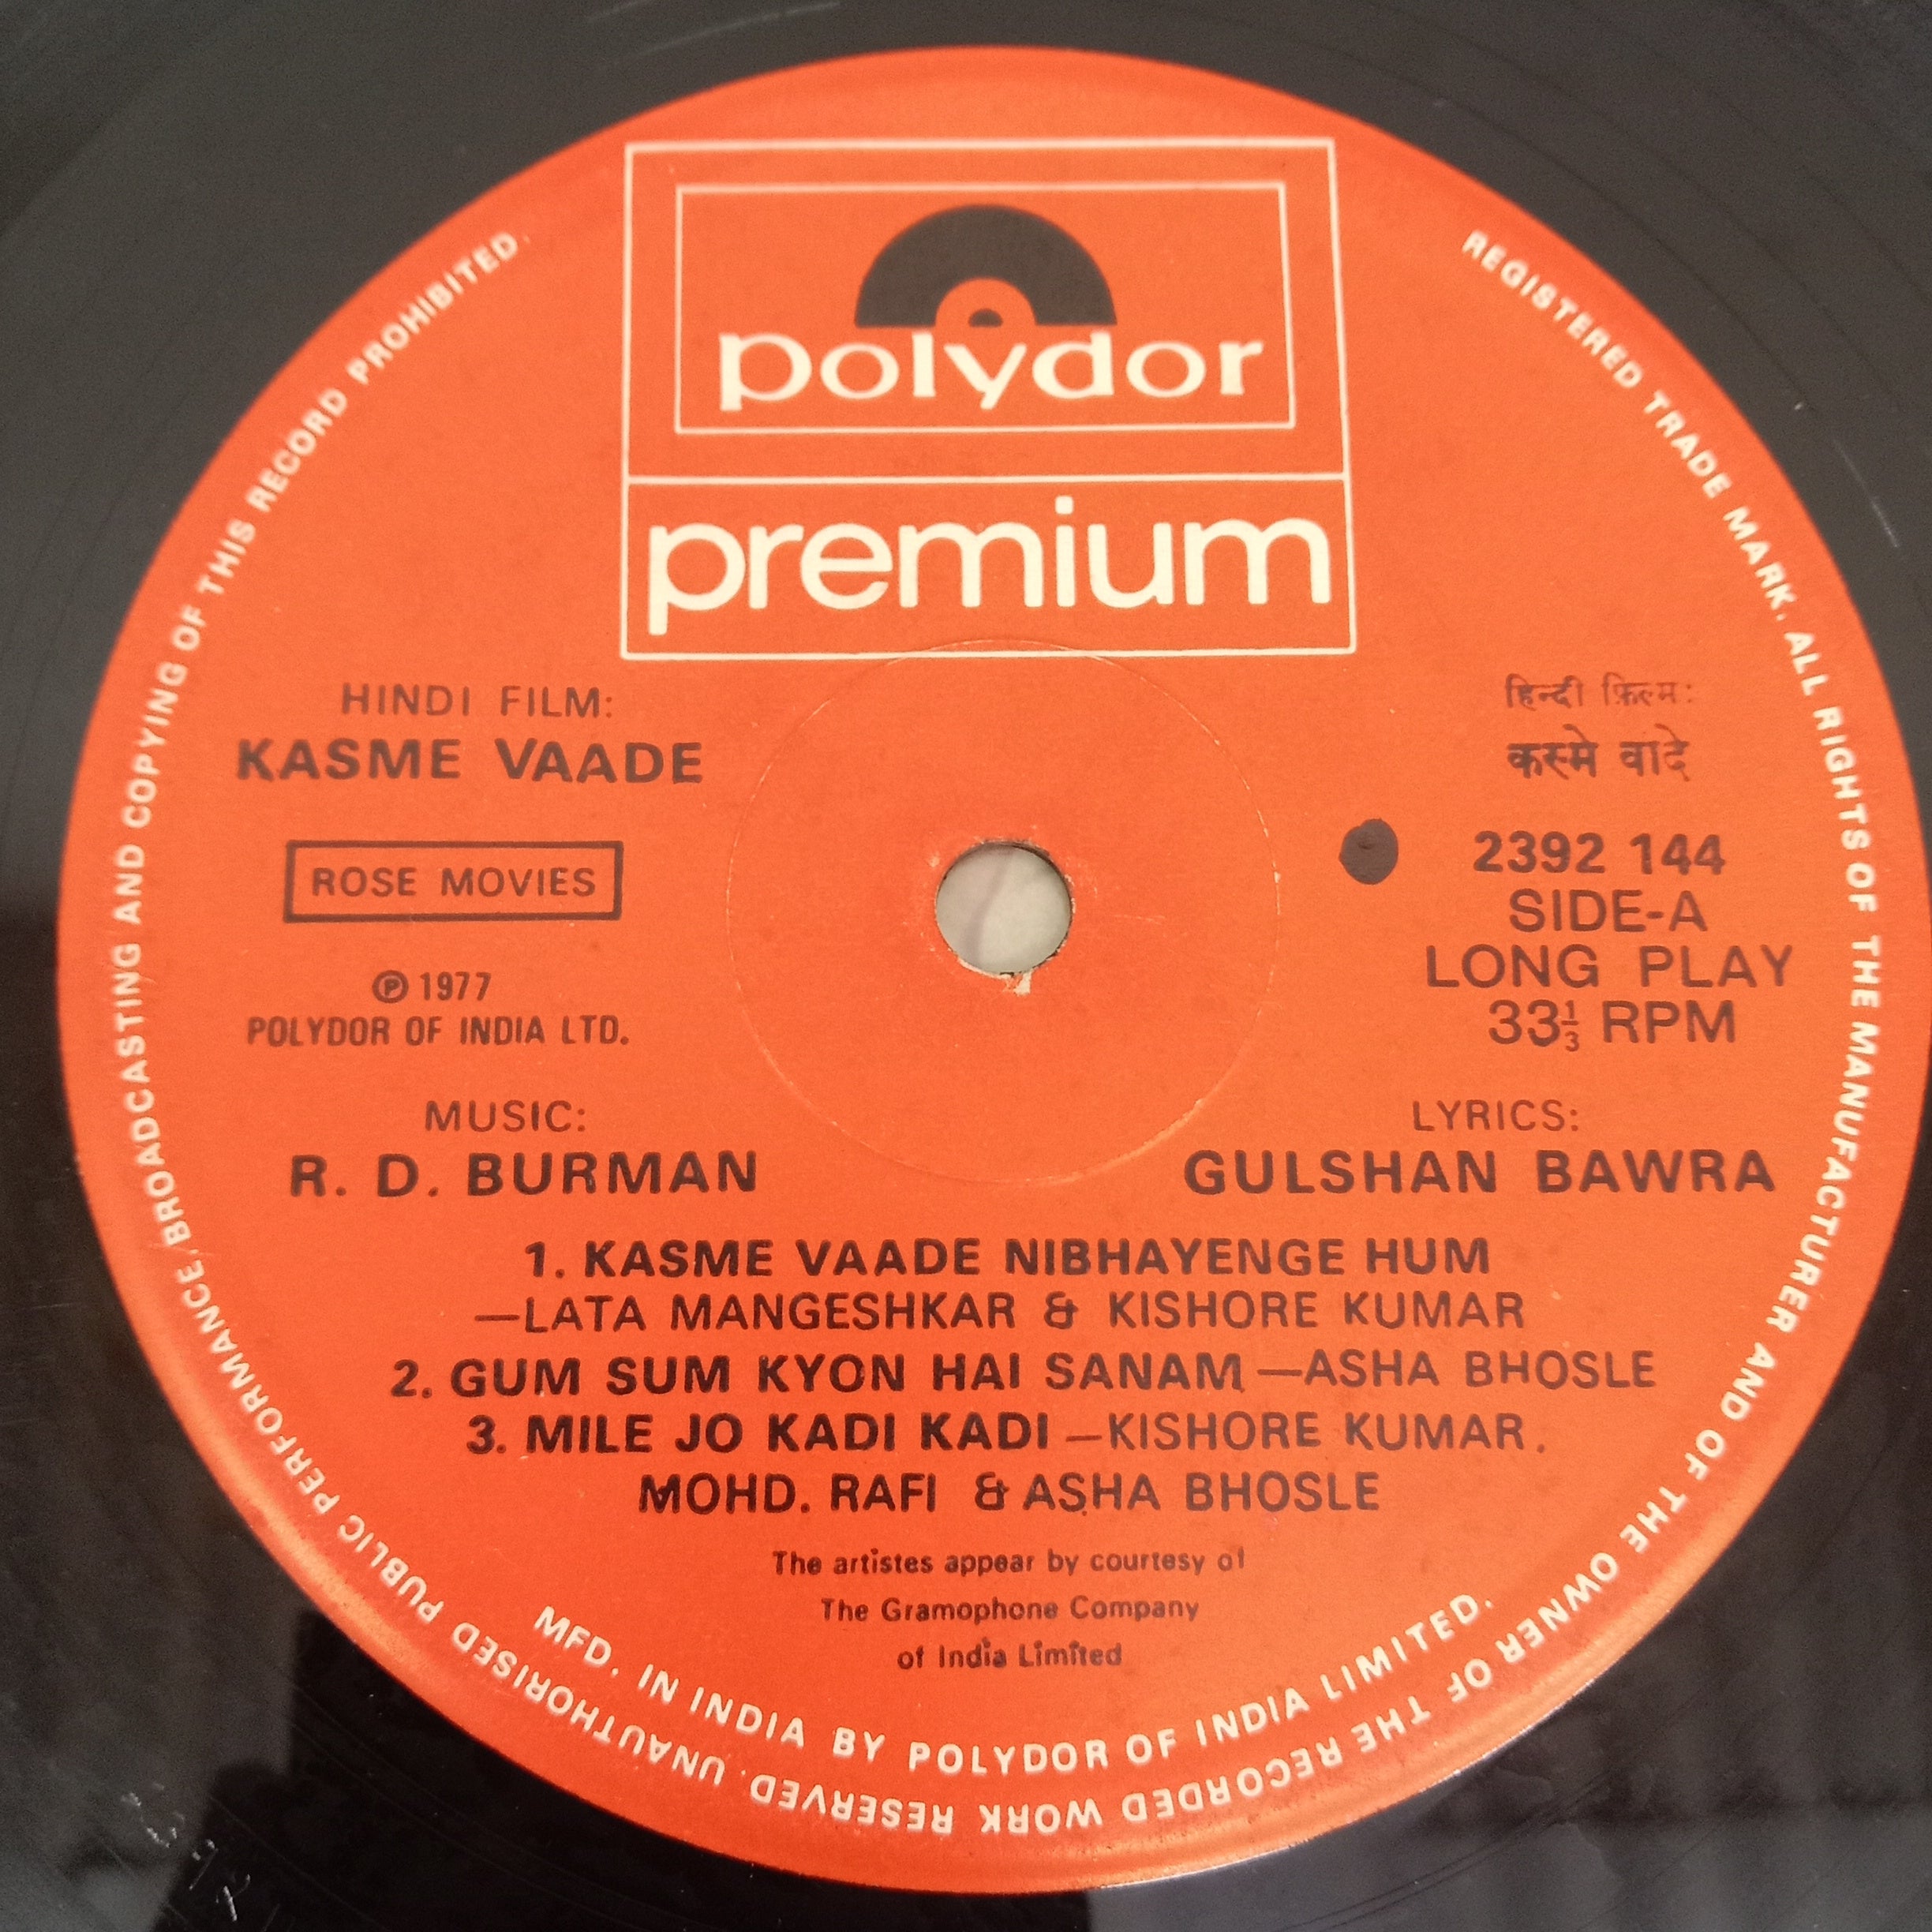 polydor
premium
HINDI FILM:
KASME VAADE
ROSE MOVIES
℗ 1977
POLYDOR OF INDIA LTD.
हिन्दी फ़िल्म:
कस्मे वादे
2392 144
SIDE-A
LONG PLAY
33⅓ RPM
MUSIC:
R. D. BURMAN
LYRICS:
GULSHAN BAWRA
1. KASME VAADE NIBHAYENGE HUM
—LATA MANGESHKAR & KISHORE KUMAR
2. GUM SUM KYON HAI SANAM —ASHA BHOSLE
3. MILE JO KADI KADI —KISHORE KUMAR.
MOHD. RAFI & ASHA BHOSLE
The artistes appear by courtesy of
The Gramophone Company
of India Limited
MFD. IN INDIA BY POLYDOR OF INDIA LIMITED.
REGISTERED TRADE MARK. ALL RIGHTS OF THE MANUFACTURER AND OF THE OWNER OF THE RECORDED WORK RESERVED. UNAUTHORISED PUBLIC PERFORMANCE/BROADCASTING AND COPYING OF THIS RECORD PROHIBITED.